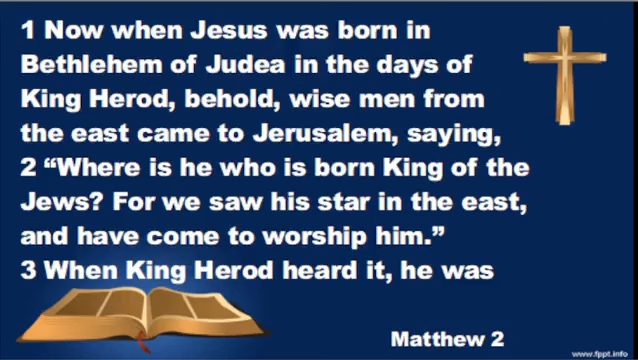 1 Now when Jesus was born in
Bethlehem of Judea in the days of
King Herod, behold, wise men from
the east came to Jerusalem, saying,
2 “Where is he who is born King of the
Jews? For we saw his star in the east,
and have come to worship him.”
3 When King Herod heard it, he was
Matthew 2
www.fppt.info